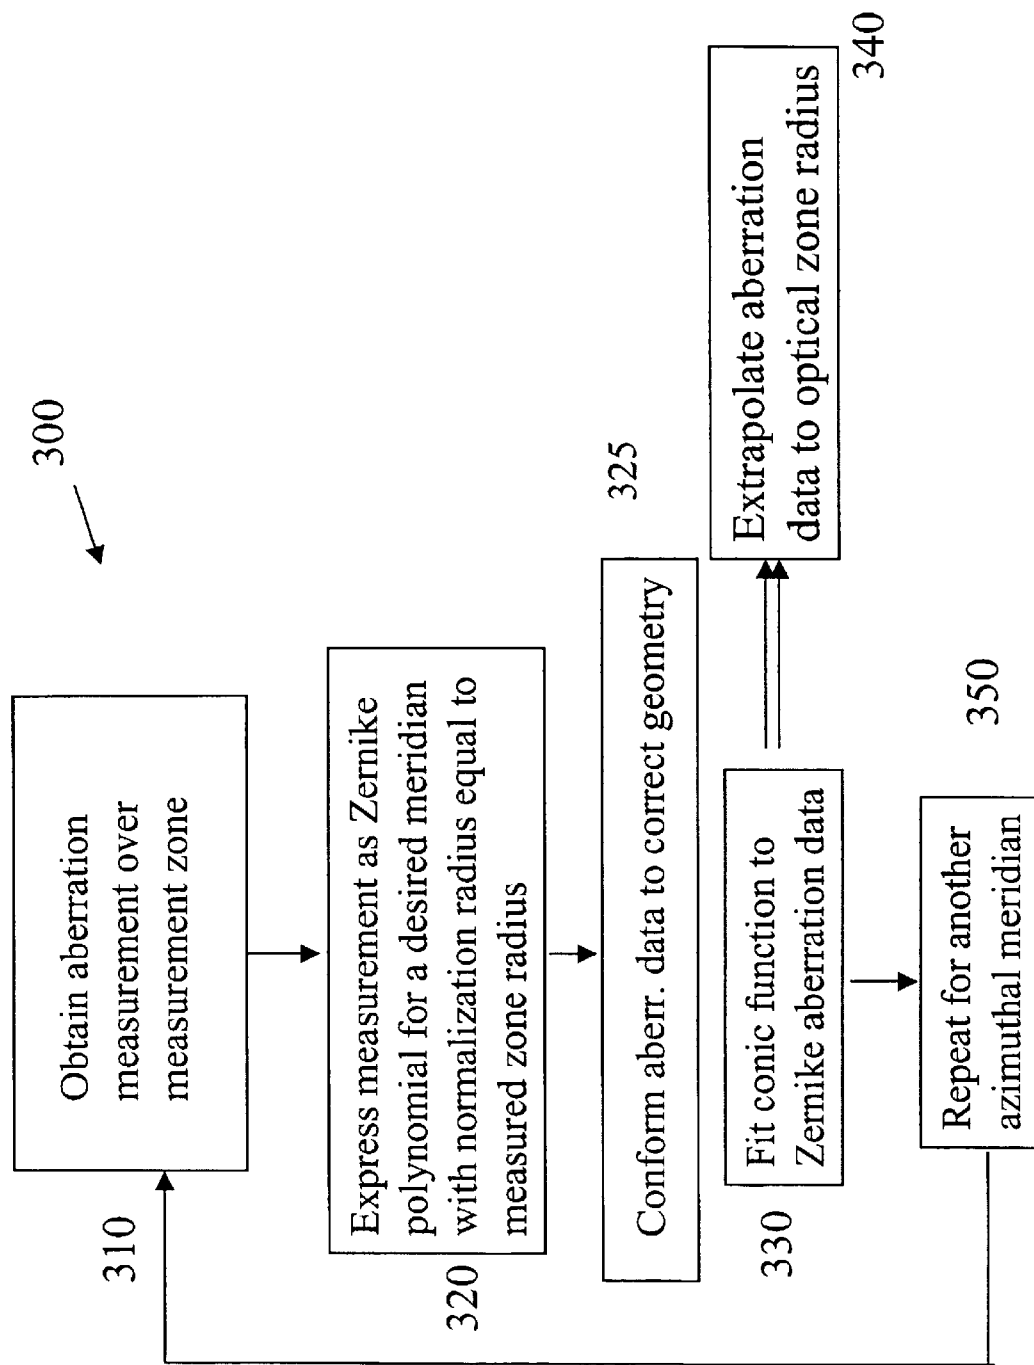 300
310
Obtain aberration
measurement over
measurement zone
320
Express measurement as Zernike
polynomial for a desired meridian
with normalization radius equal to
measured zone radius
325
Conform aberr. data to correct geometry
330
Fit conic function to
Zernike aberration data
Extrapolate aberration
data to optical zone radius
340
350
Repeat for another
azimuthal meridian